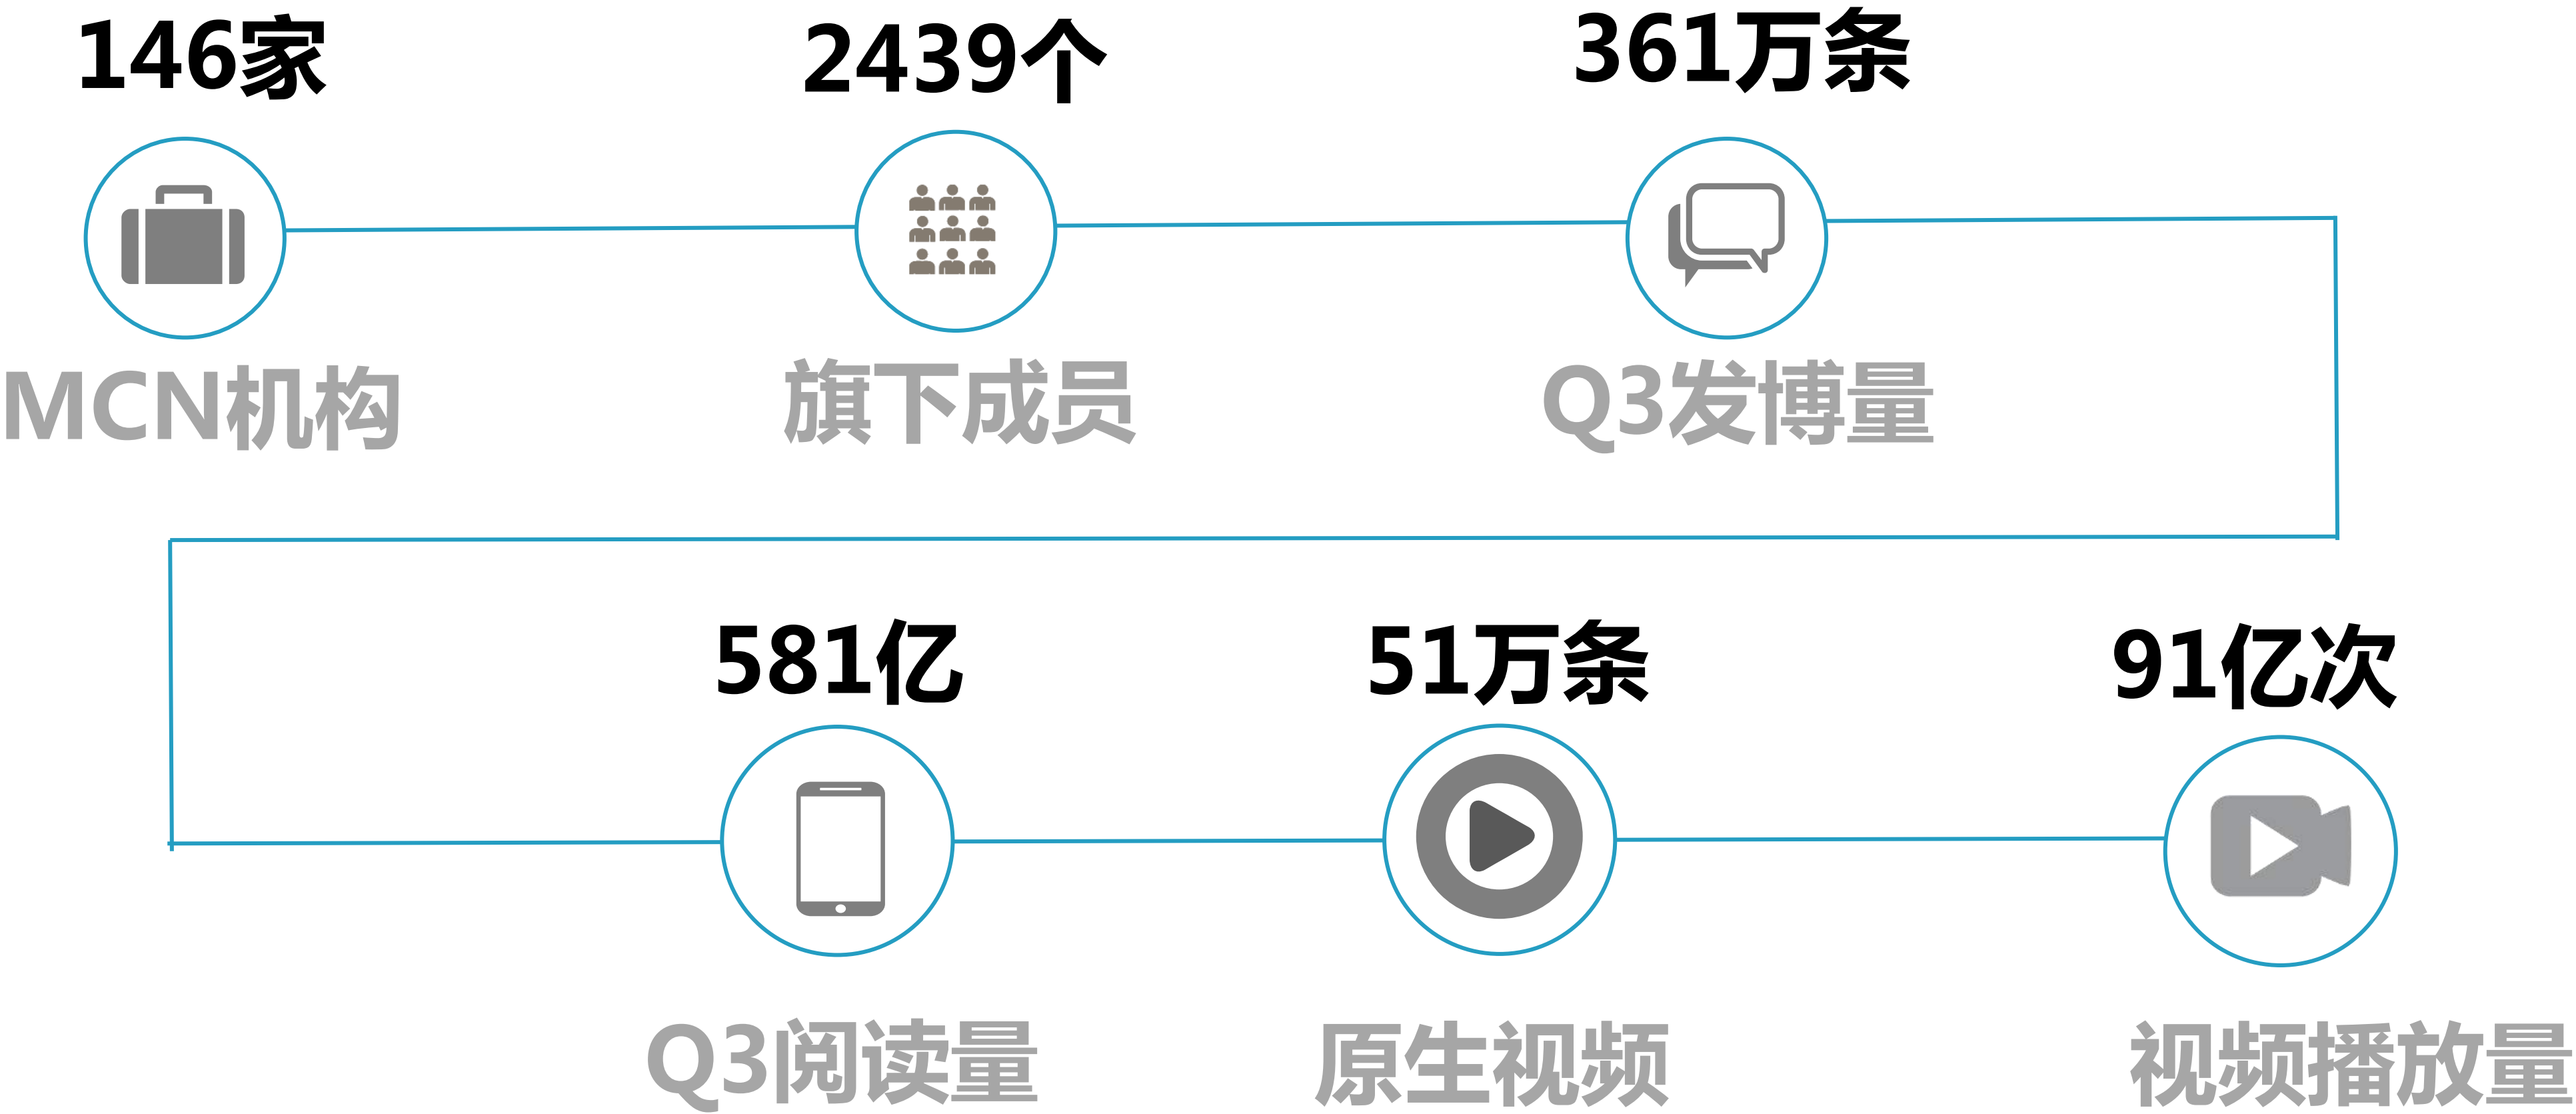 146家
MCN机构
2439个
旗下成员
361万条
Q3发博量
581亿
Q3阅读量
51万条
原生视频
91亿次
视频播放量